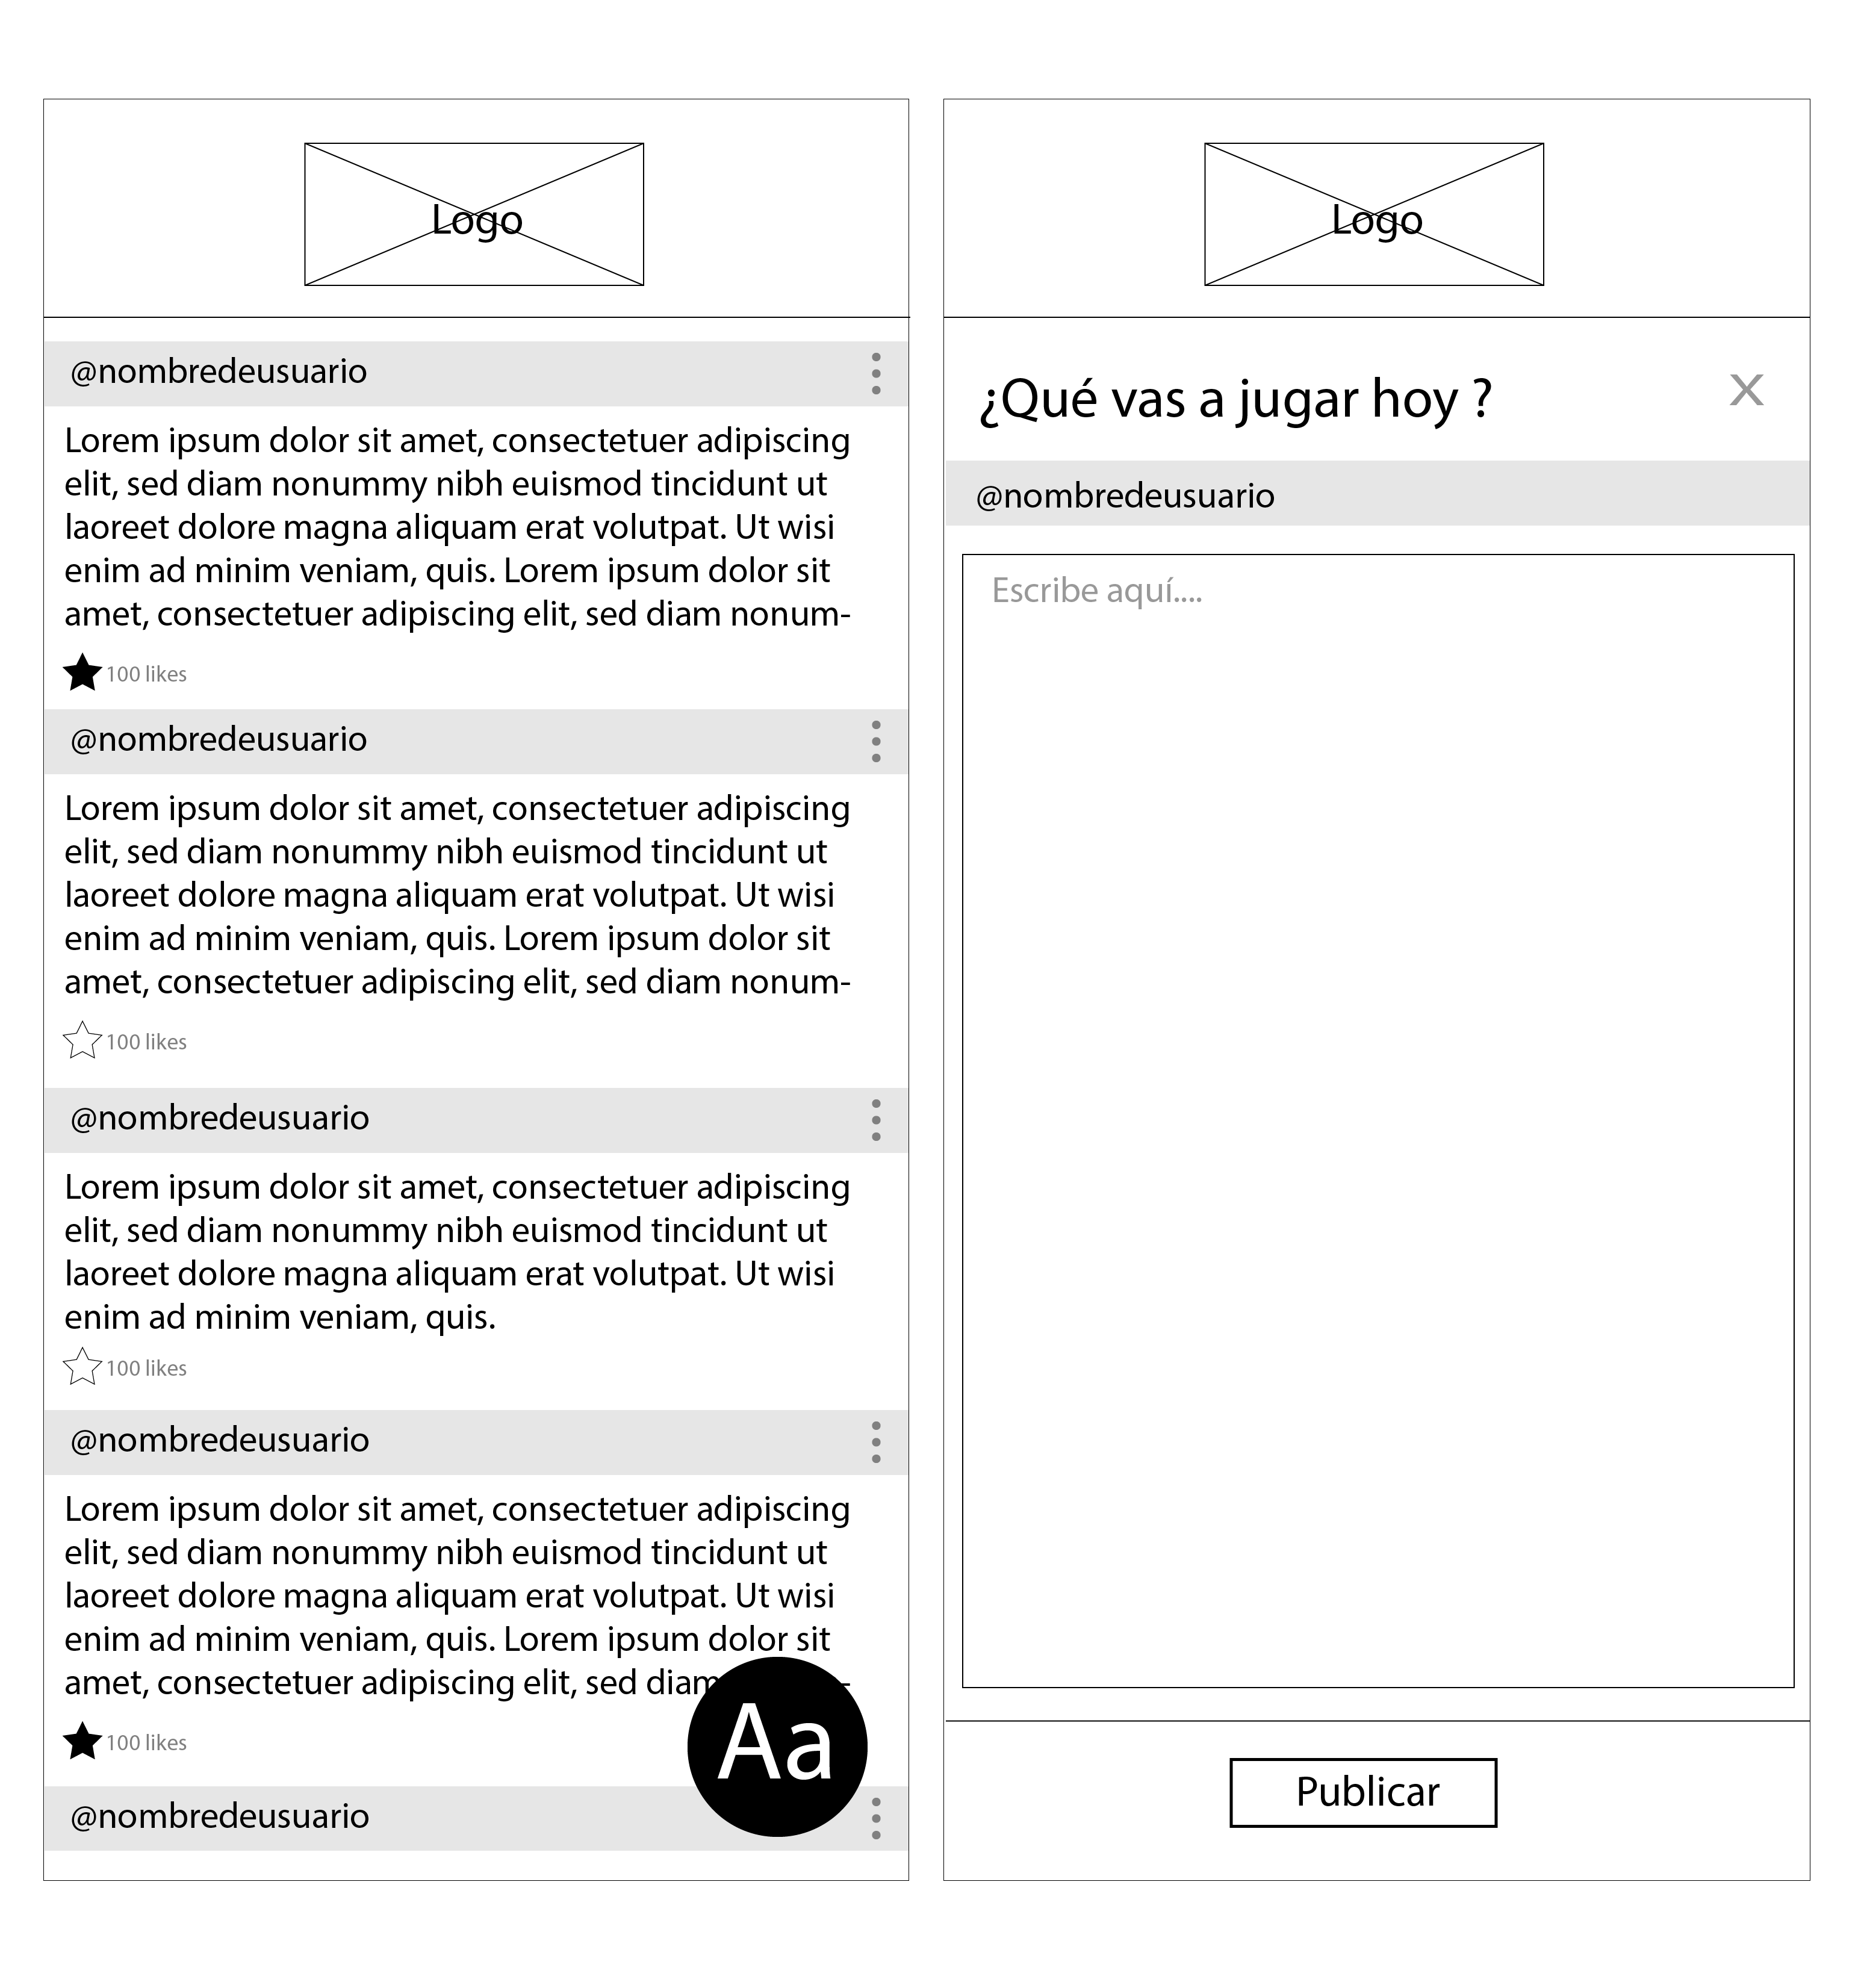 Logo
@nombredeusuario
Lorem ipsum dolor sit amet, consectetuer adipiscing
elit, sed diam nonummy nibh euismod tincidunt ut
laoreet dolore magna aliquam erat volutpat. Ut wisi
enim ad minim veniam, quis. Lorem ipsum dolor sit
amet, consectetuer adipiscing elit, sed diam nonum-
100 likes
@nombredeusuario
Lorem ipsum dolor sit amet, consectetuer adipiscing
elit, sed diam nonummy nibh euismod tincidunt ut
laoreet dolore magna aliquam erat volutpat. Ut wisi
enim ad minim veniam, quis. Lorem ipsum dolor sit
amet, consectetuer adipiscing elit, sed diam nonum-
100 likes
@nombredeusuario
Lorem ipsum dolor sit amet, consectetuer adipiscing
elit, sed diam nonummy nibh euismod tincidunt ut
laoreet dolore magna aliquam erat volutpat. Ut wisi
enim ad minim veniam, quis.
100 likes
@nombredeusuario
Lorem ipsum dolor sit amet, consectetuer adipiscing
elit, sed diam nonummy nibh euismod tincidunt ut
laoreet dolore magna aliquam erat volutpat. Ut wisi
enim ad minim veniam, quis. Lorem ipsum dolor sit
amet, consectetuer adipiscing elit, sed diam
100 likes
Aa
@nombredeusuario
Logo
¿Qué vas a jugar hoy ?
X
@nombredeusuario
Escribe aquí....
Publicar